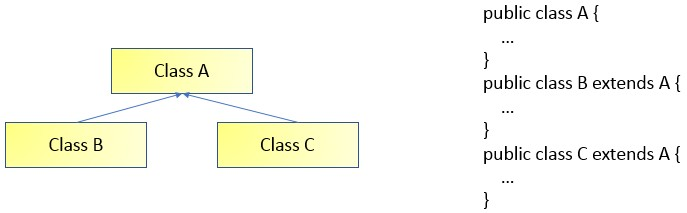 Class A
Class B
Class C
public class A {
...
}
public class B extends A {
...
}
public class C extends A {
...
}